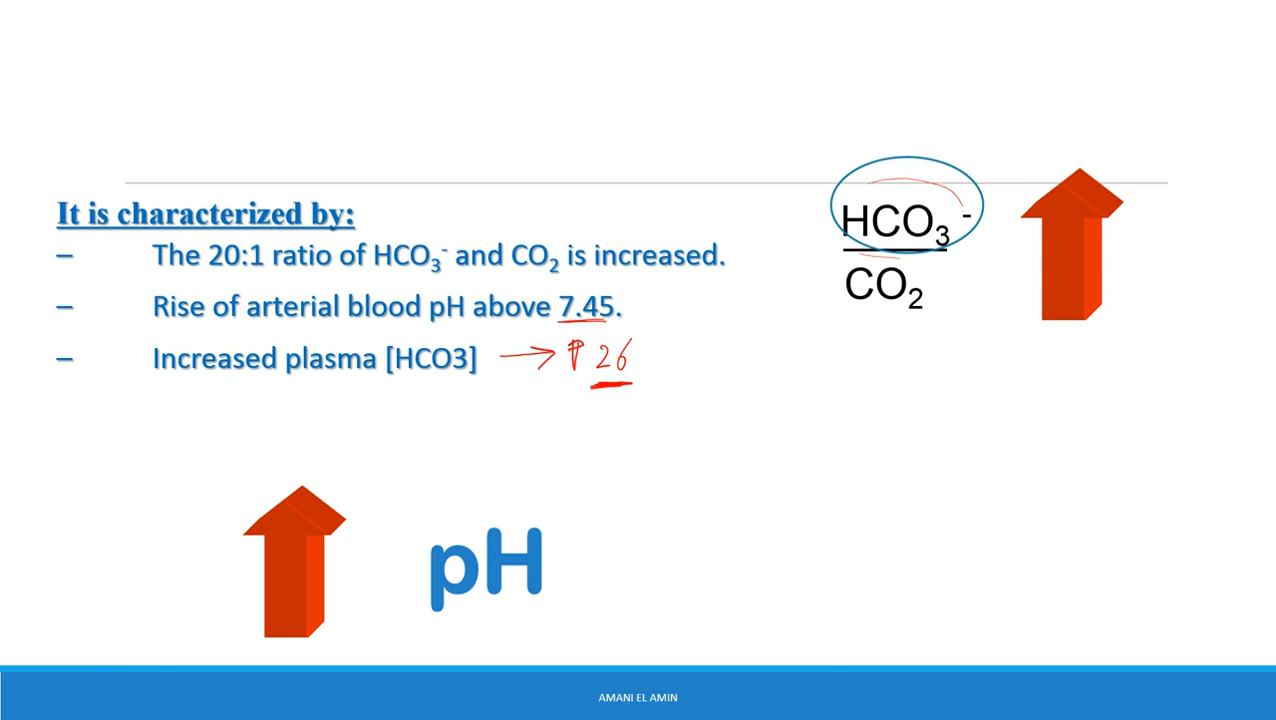 It is characterized by:
– The 20:1 ratio of HCO₃⁻ and CO₂ is increased.
– Rise of arterial blood pH above 7.45.
– Increased plasma [HCO3] → ↑ 26
HCO₃⁻
CO₂
pH
AMANI EL AMIN